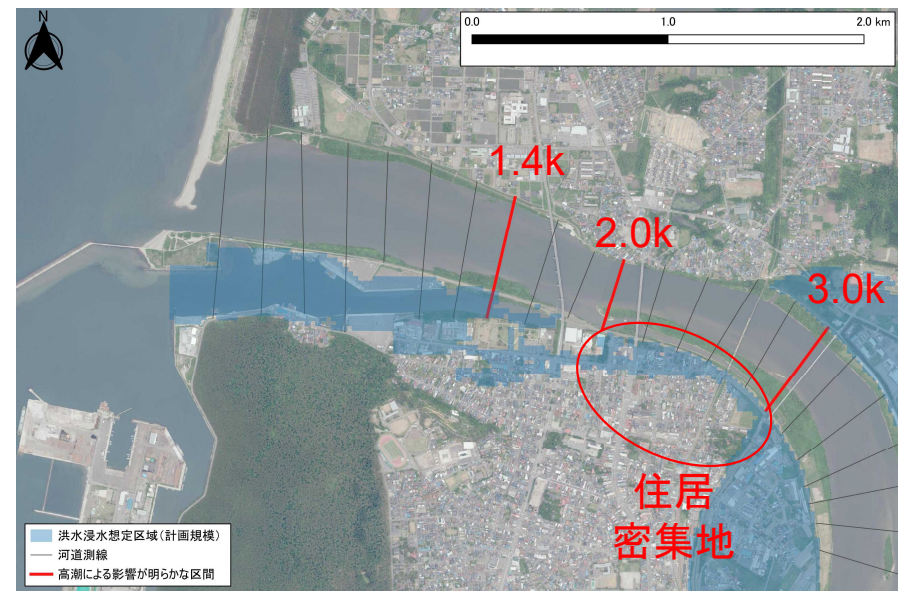 N
0.0 1.0 2.0 km
1.4k
2.0k
3.0k
住居
密集地
洪水浸水想定区域(計画規模)
河道測線
高潮による影響が明らかな区間